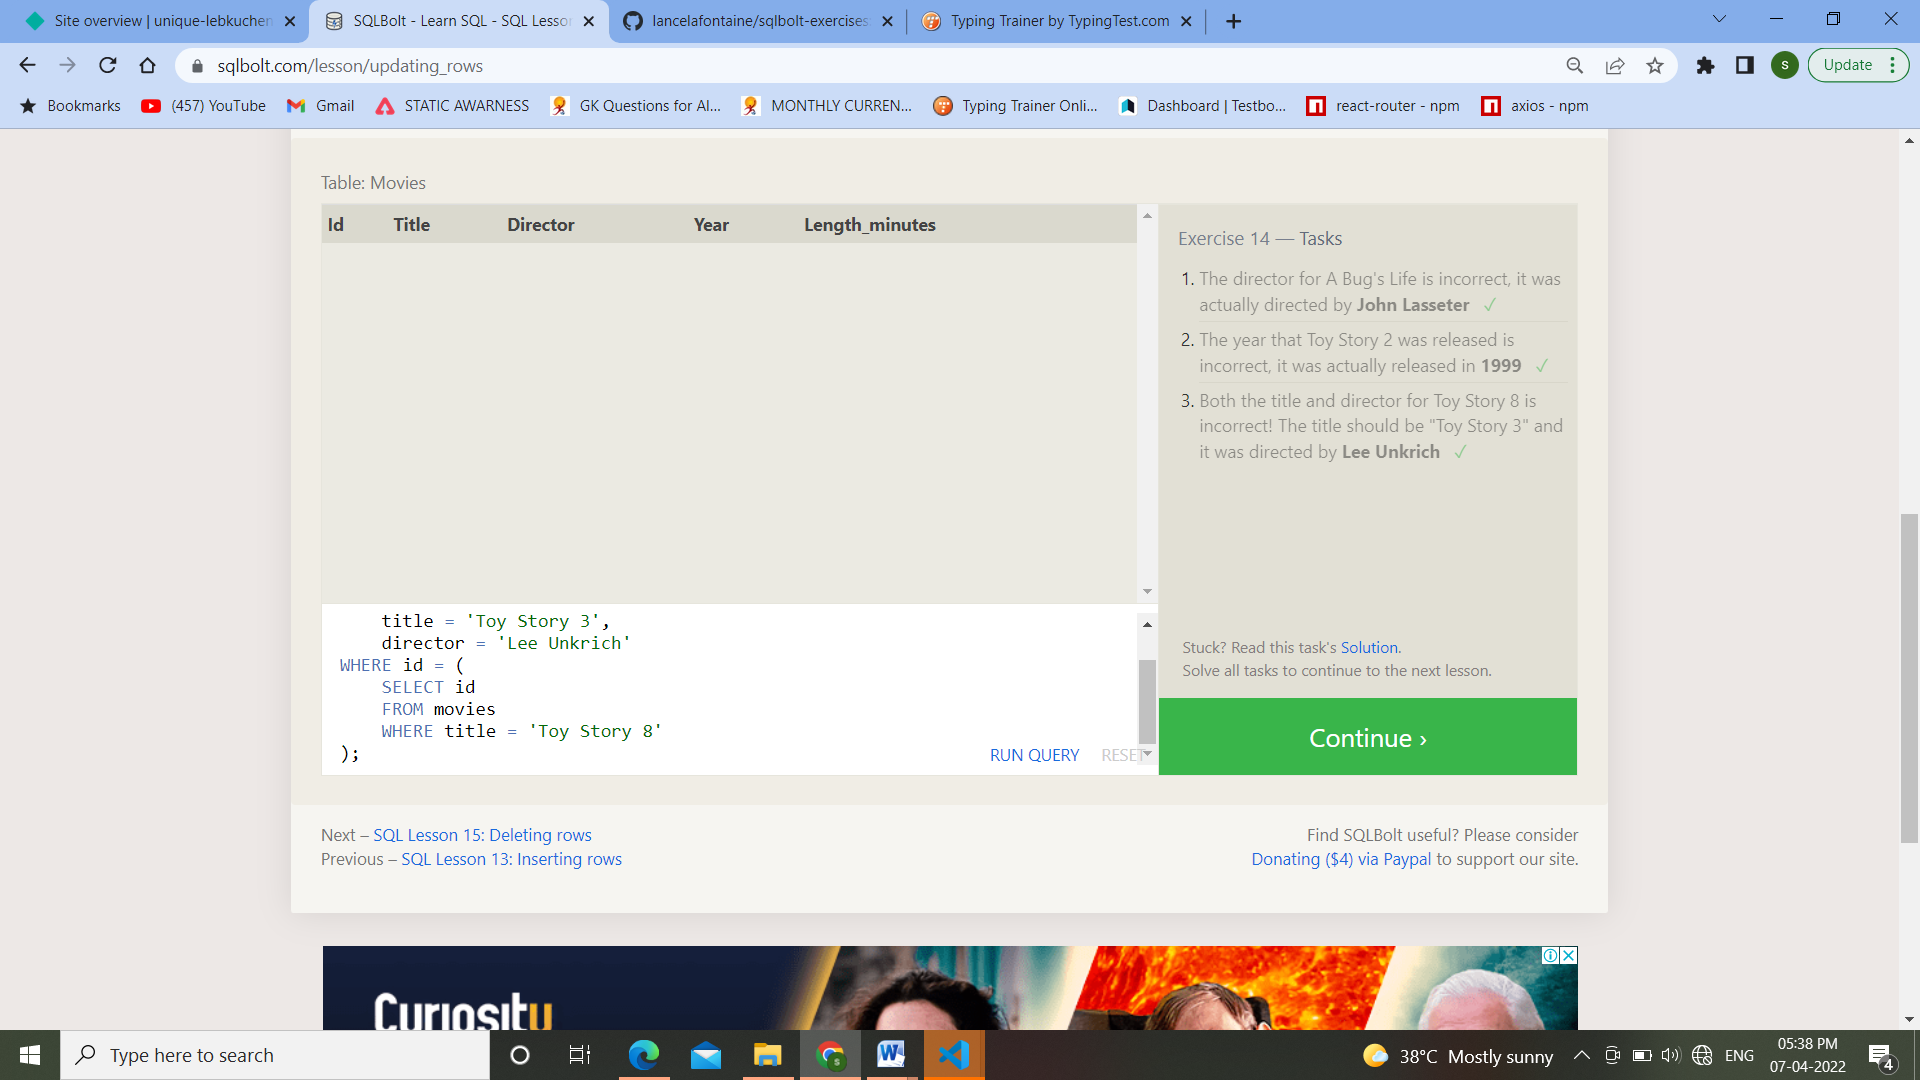 Site overview | unique-lebkuchen
SQLBolt - Learn SQL - SQL Lesson
lancelafontaine/sqlbolt-exercises
Typing Trainer by TypingTest.com
sqlbolt.com/lesson/updating_rows
S
Update
Bookmarks
(457) YouTube
Gmail
STATIC AWARNESS
GK Questions for AI...
MONTHLY CURREN...
Typing Trainer Onli...
Dashboard | Testbo...
react-router - npm
axios - npm
Table: Movies
Id Title Director Year Length_minutes
Exercise 14 — Tasks
1. The director for A Bug's Life is incorrect, it was
actually directed by John Lasseter ✓
2. The year that Toy Story 2 was released is
incorrect, it was actually released in 1999 ✓
3. Both the title and director for Toy Story 8 is
incorrect! The title should be "Toy Story 3" and
it was directed by Lee Unkrich ✓
title = 'Toy Story 3',
director = 'Lee Unkrich'
WHERE id = (
SELECT id
FROM movies
WHERE title = 'Toy Story 8'
);
RUN QUERY RESET
Stuck? Read this task's Solution.
Solve all tasks to continue to the next lesson.
Continue ›
Next – SQL Lesson 15: Deleting rows
Previous – SQL Lesson 13: Inserting rows
Find SQLBolt useful? Please consider
Donating ($4) via Paypal to support our site.
Curiosity
Type here to search
38°C Mostly sunny
ENG
05:38 PM
07-04-2022
4